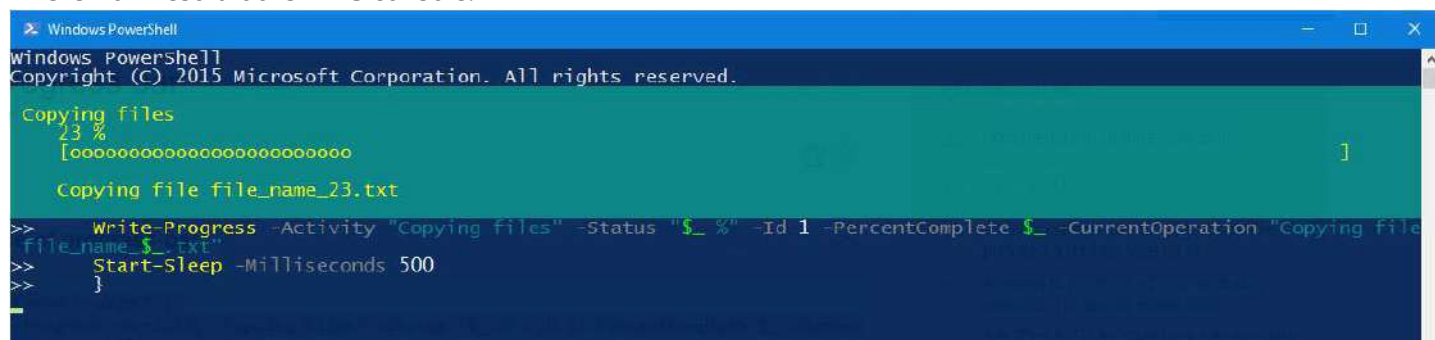 Windows PowerShell
Windows PowerShell
Copyright (C) 2015 Microsoft Corporation. All rights reserved.
Copying files
23 %
[oooooooooooooooooooooooo ]
Copying file file_name_23.txt
>> Write-Progress -Activity "Copying files" -Status "$_ %" -Id 1 -PercentComplete $_ -CurrentOperation "Copying file
file_name_$_.txt"
>> Start-Sleep -Milliseconds 500
>> }